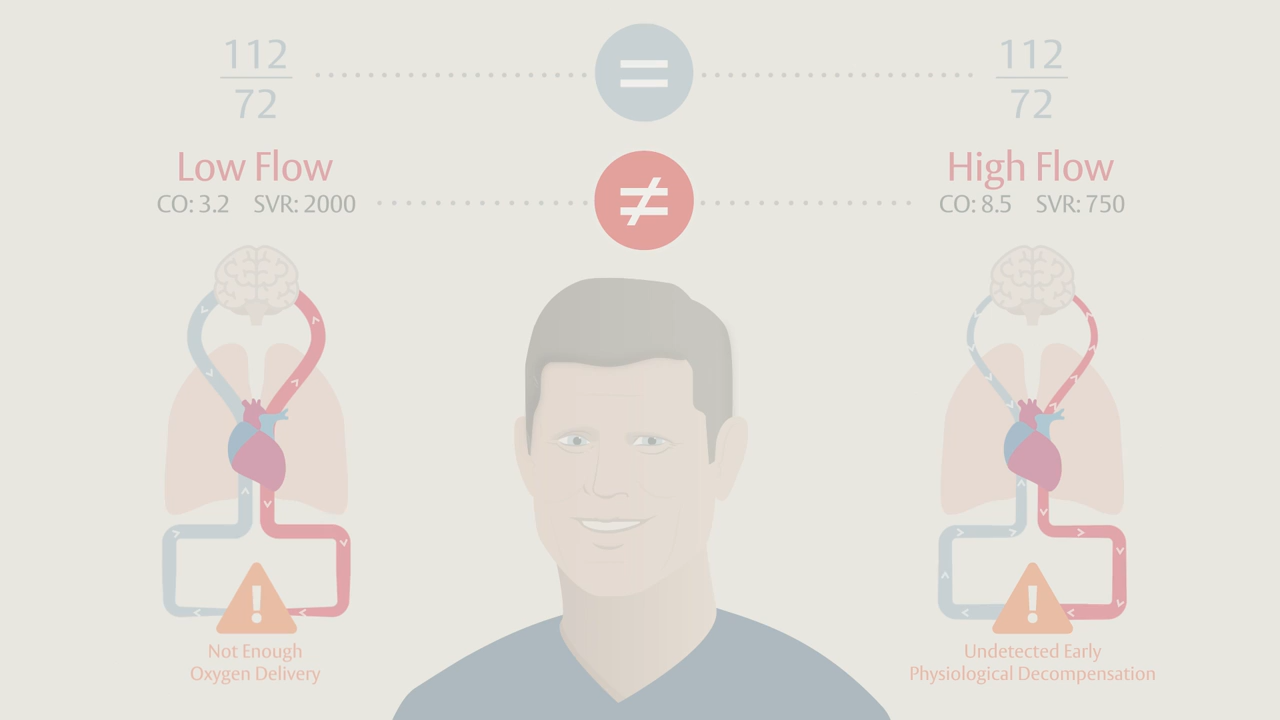 112
72
=
112
72
≠
Low Flow
CO: 3.2 SVR: 2000
High Flow
CO: 8.5 SVR: 750
!
Not Enough
Oxygen Delivery
!
Undetected Early
Physiological Decompensation